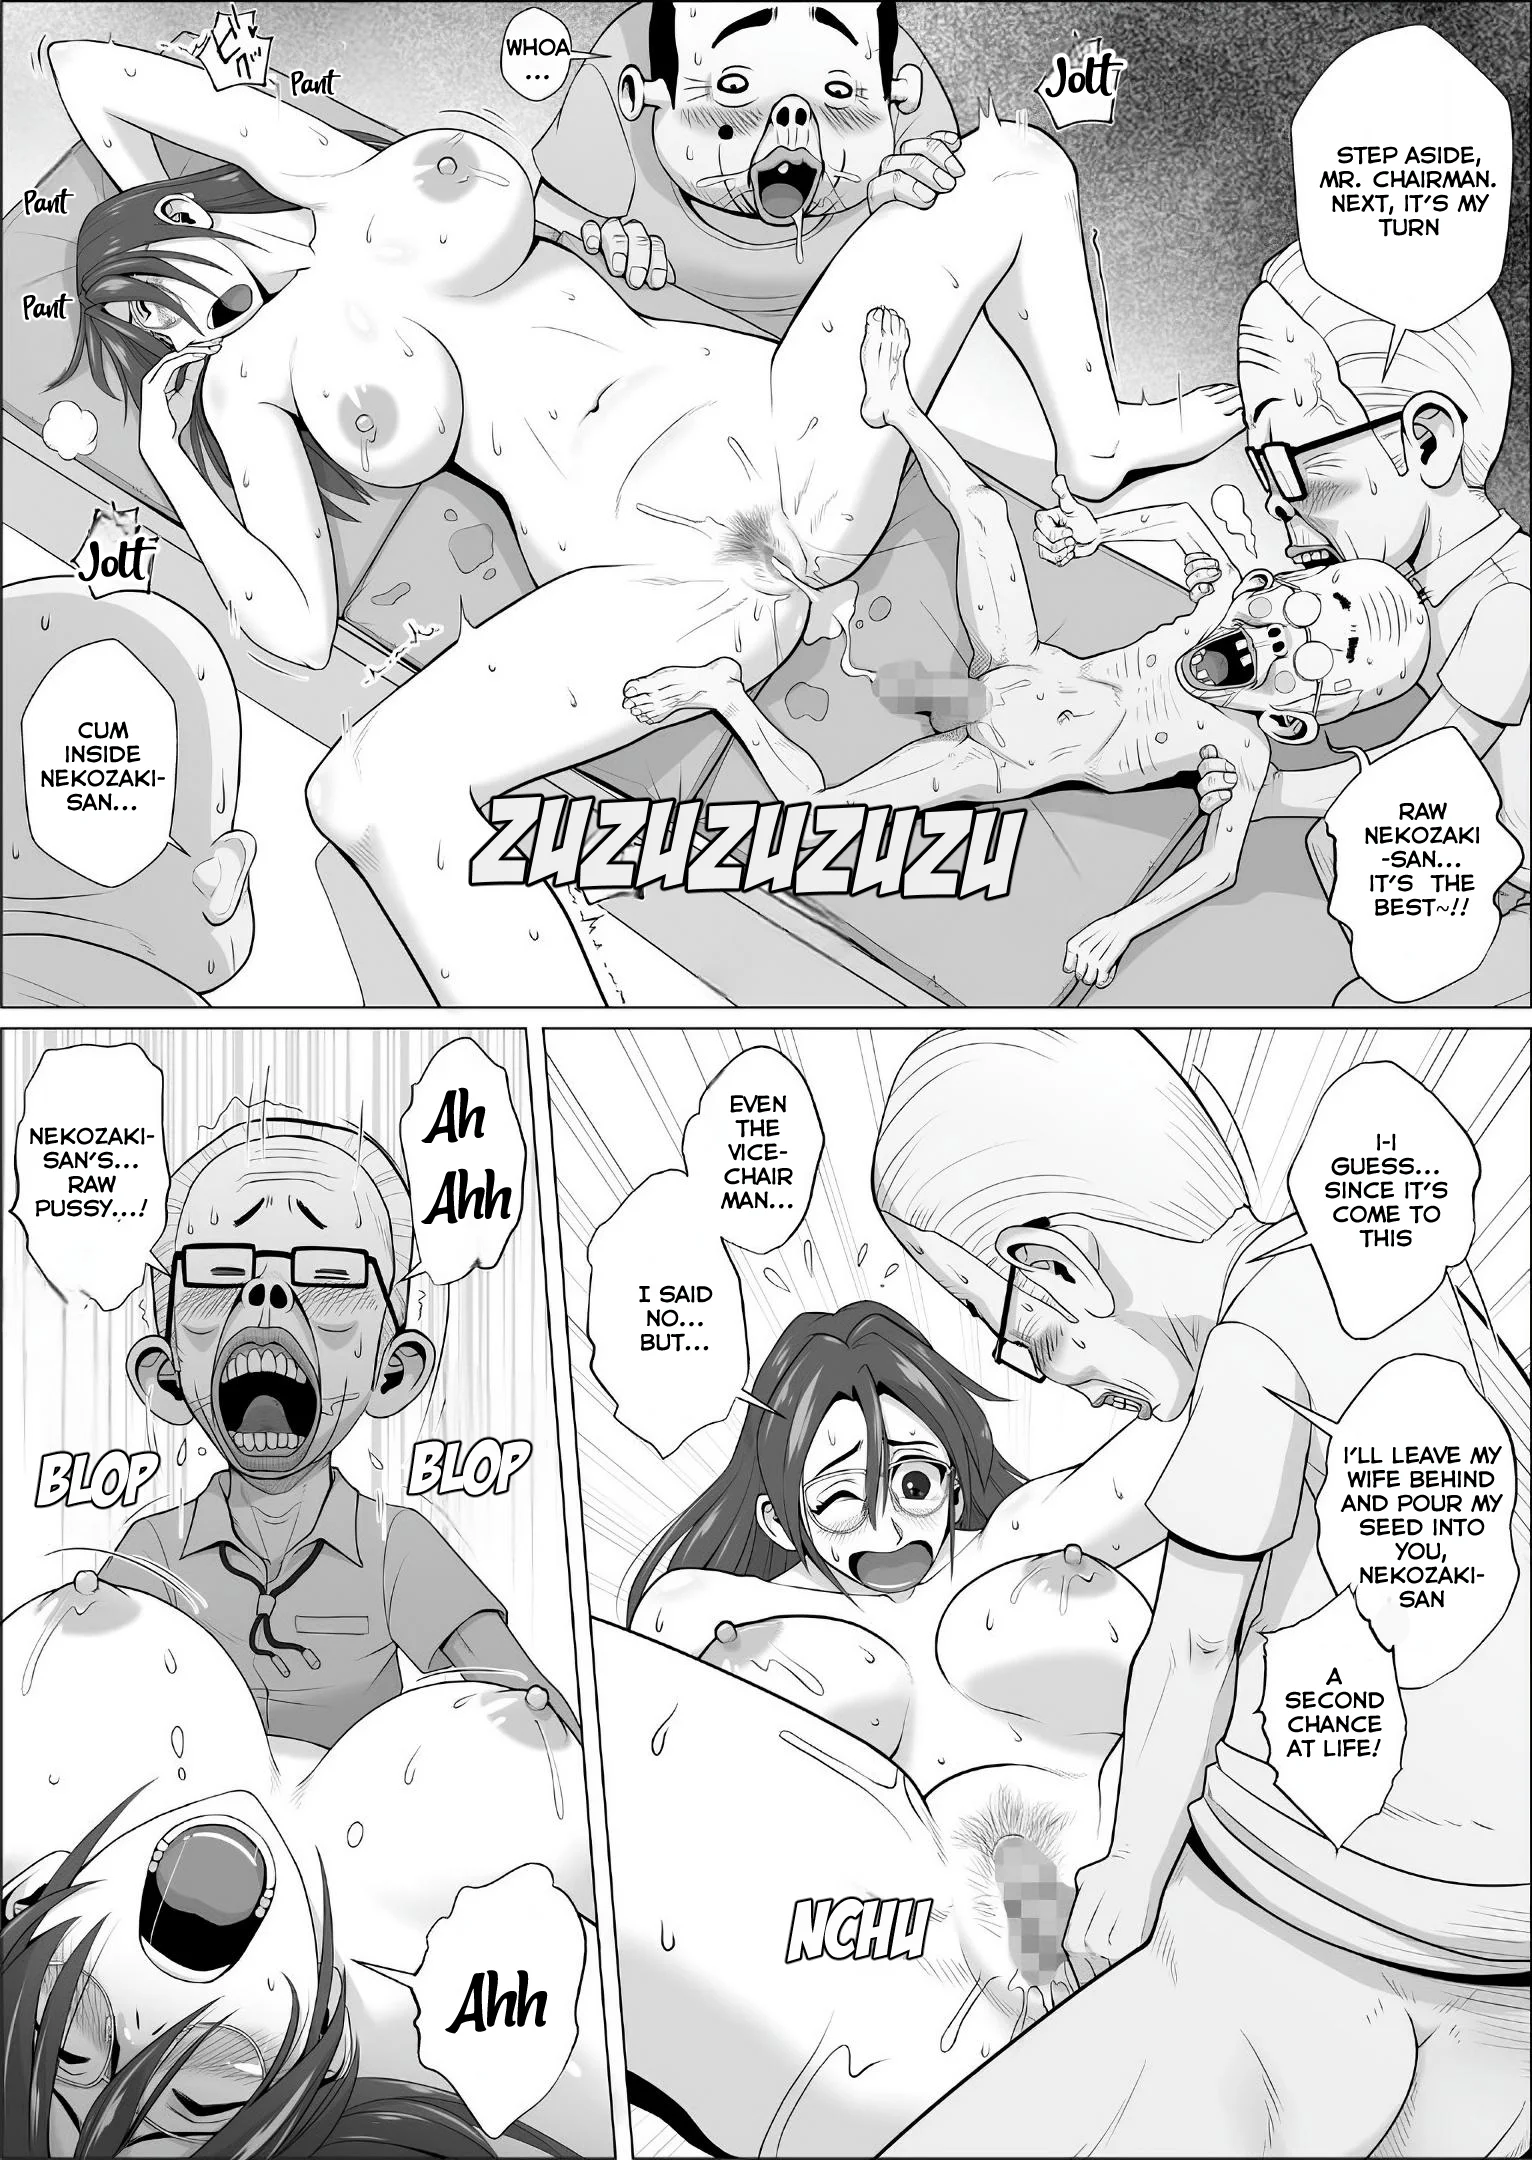 STEP ASIDE,
MR. CHAIRMAN.
NEXT, IT'S MY
TURN
Jolt
WHOA
...
Pant
Pant
Pant
Jolt
RAW
NEKOZAKI
-SAN...
IT'S THE
BEST~!!
ZUZUZUZUZU
CUM
INSIDE
NEKOZAKI-
SAN...
I-I
GUESS...
SINCE IT'S
COME TO
THIS
I'LL LEAVE MY
WIFE BEHIND
AND POUR MY
SEED INTO
YOU,
NEKOZAKI-
SAN
A
SECOND
CHANCE
AT LIFE!
EVEN
THE
VICE-
CHAIR
MAN...
I SAID
NO...
BUT...
NCHU
Ah
Ahh
NEKOZAKI-
SAN'S...
RAW
PUSSY...!
BLOP
BLOP
Ahh